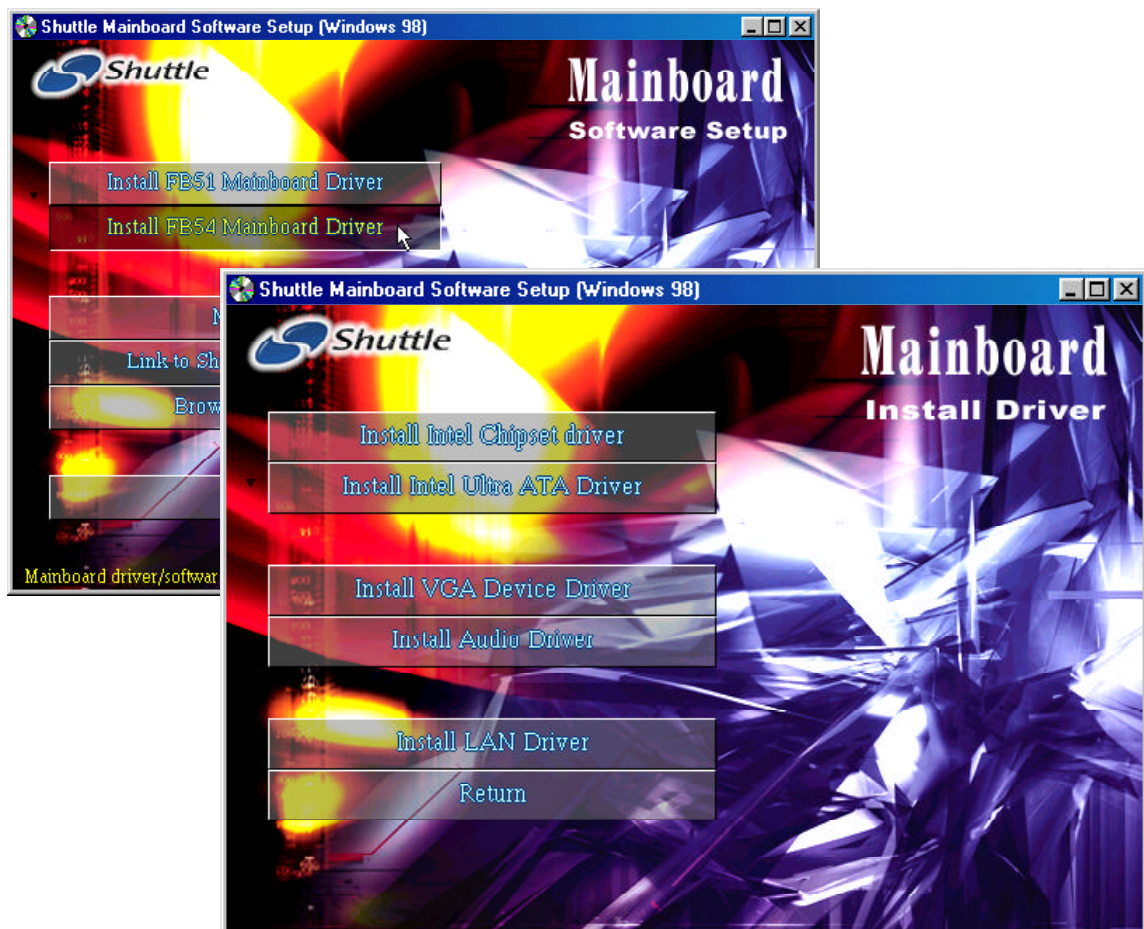 Shuttle Mainboard Software Setup (Windows 98)
Shuttle
Mainboard
Software Setup
Install FB51 Mainboard Driver
Install FB54 Mainboard Driver
Link to Sh
Brow
Mainboard driver/softwar
Shuttle Mainboard Software Setup (Windows 98)
Shuttle
Mainboard
Install Driver
Install Intel Chipset driver
Install Intel Ultra ATA Driver
Install VGA Device Driver
Install Audio Driver
Install LAN Driver
Return